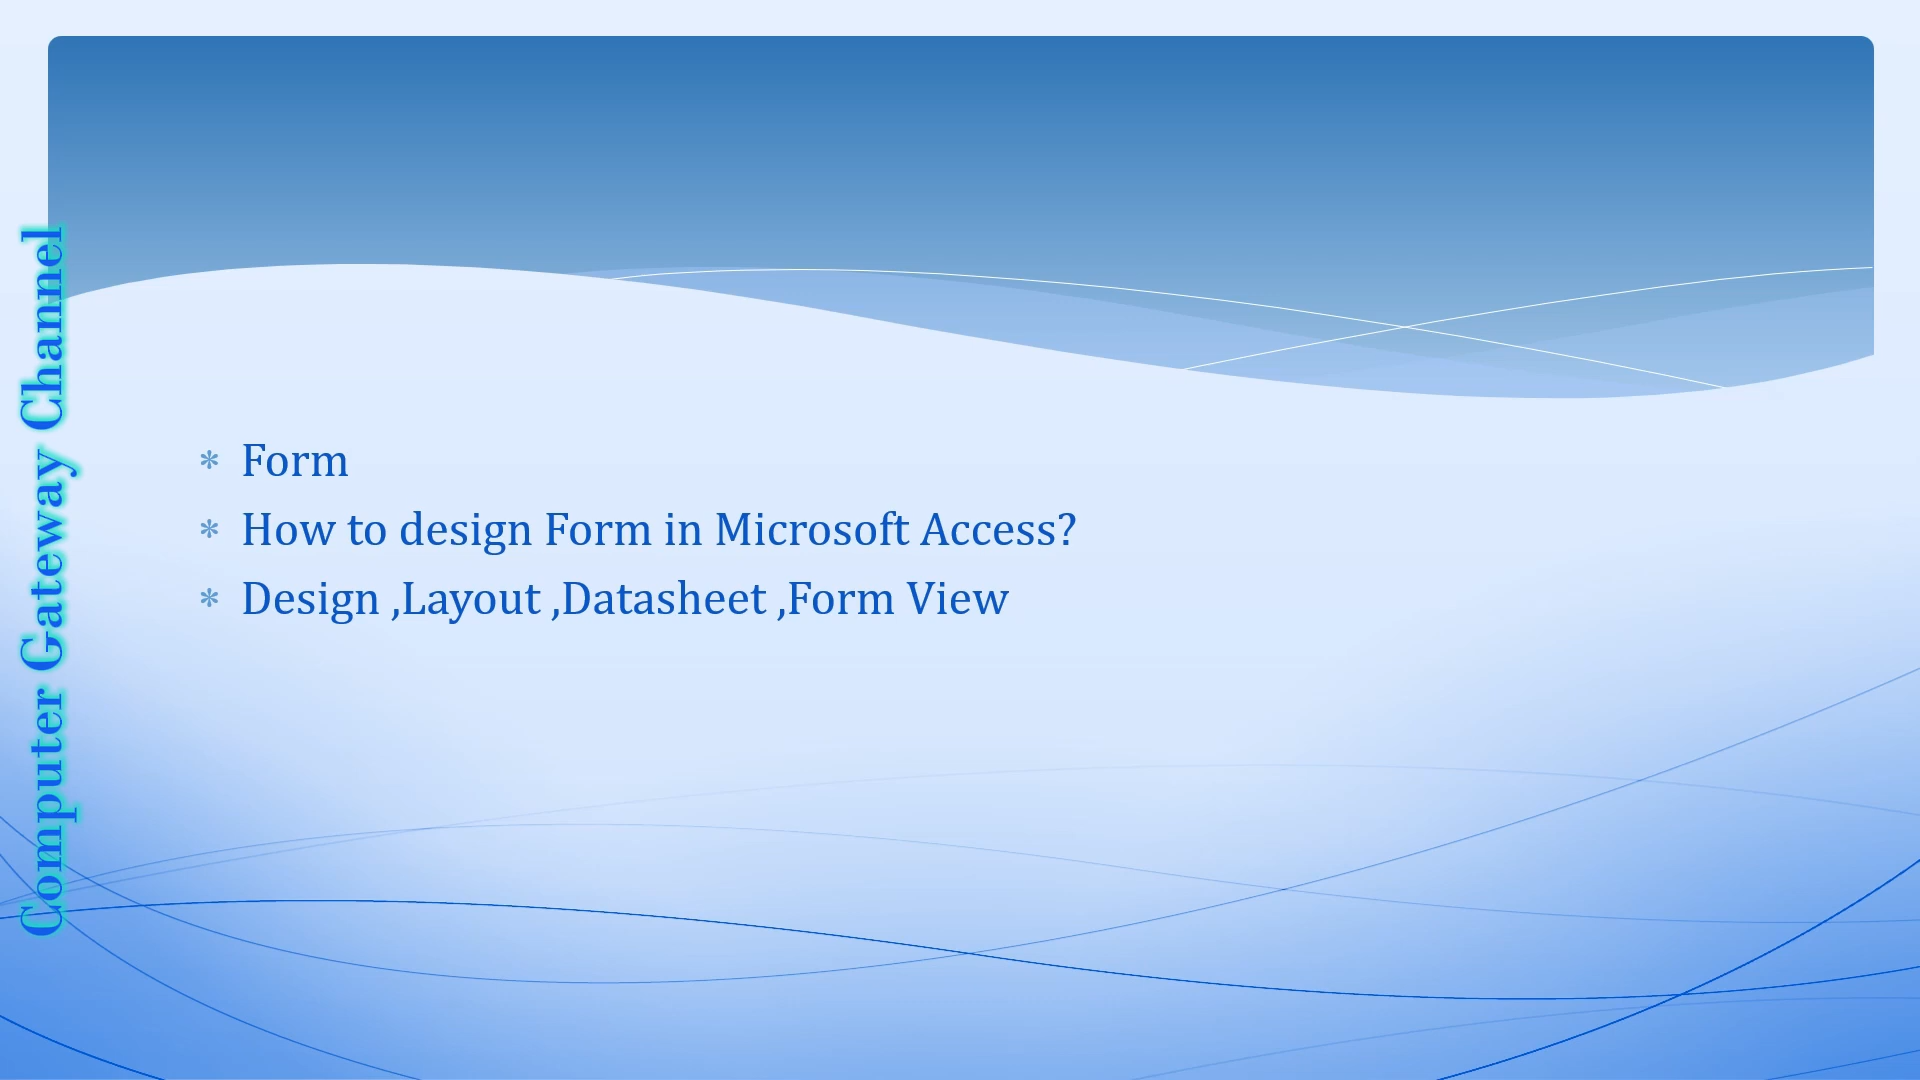 Computer Gateway Channel
Form
How to design Form in Microsoft Access?
Design ,Layout ,Datasheet ,Form View